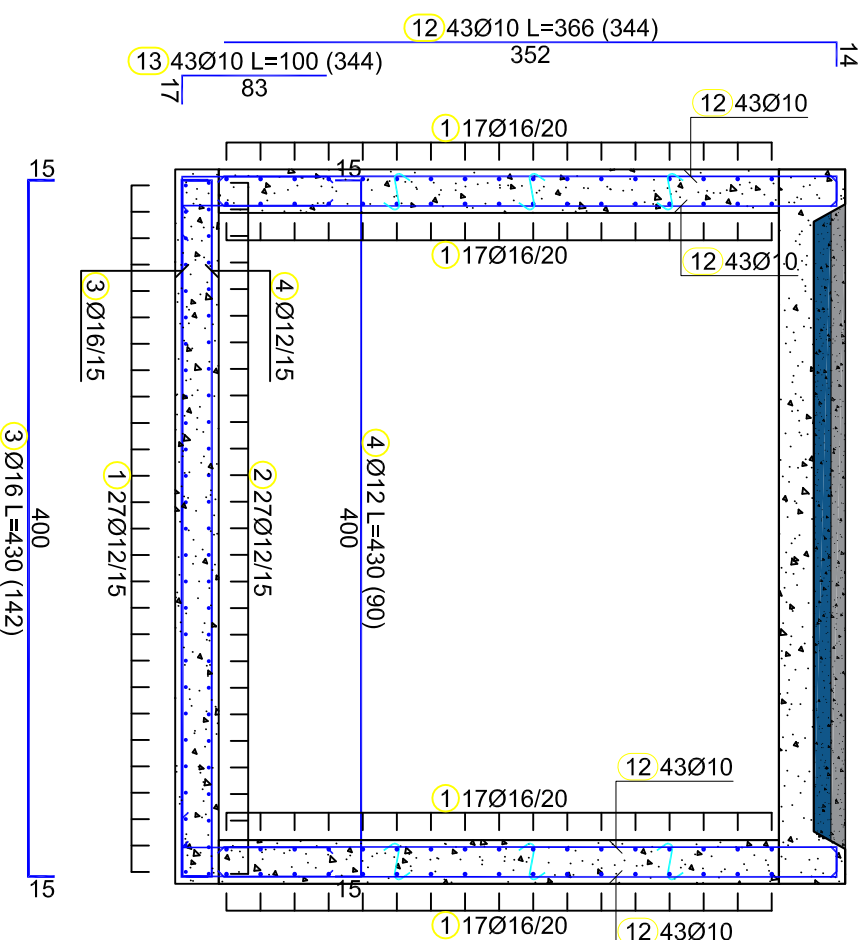 12 43Ø10 L=366 (344)
352
14
13 43Ø10 L=100 (344)
83
17
12 43Ø10
1 17Ø16/20
15
15
1 17Ø16/20
12 43Ø10
3 Ø16/15
4 Ø12/15
3 Ø16 L=430 (142)
400
1 27Ø12/15
2 27Ø12/15
4 Ø12 L=430 (90)
400
12 43Ø10
1 17Ø16/20
15
15
1 17Ø16/20
12 43Ø10